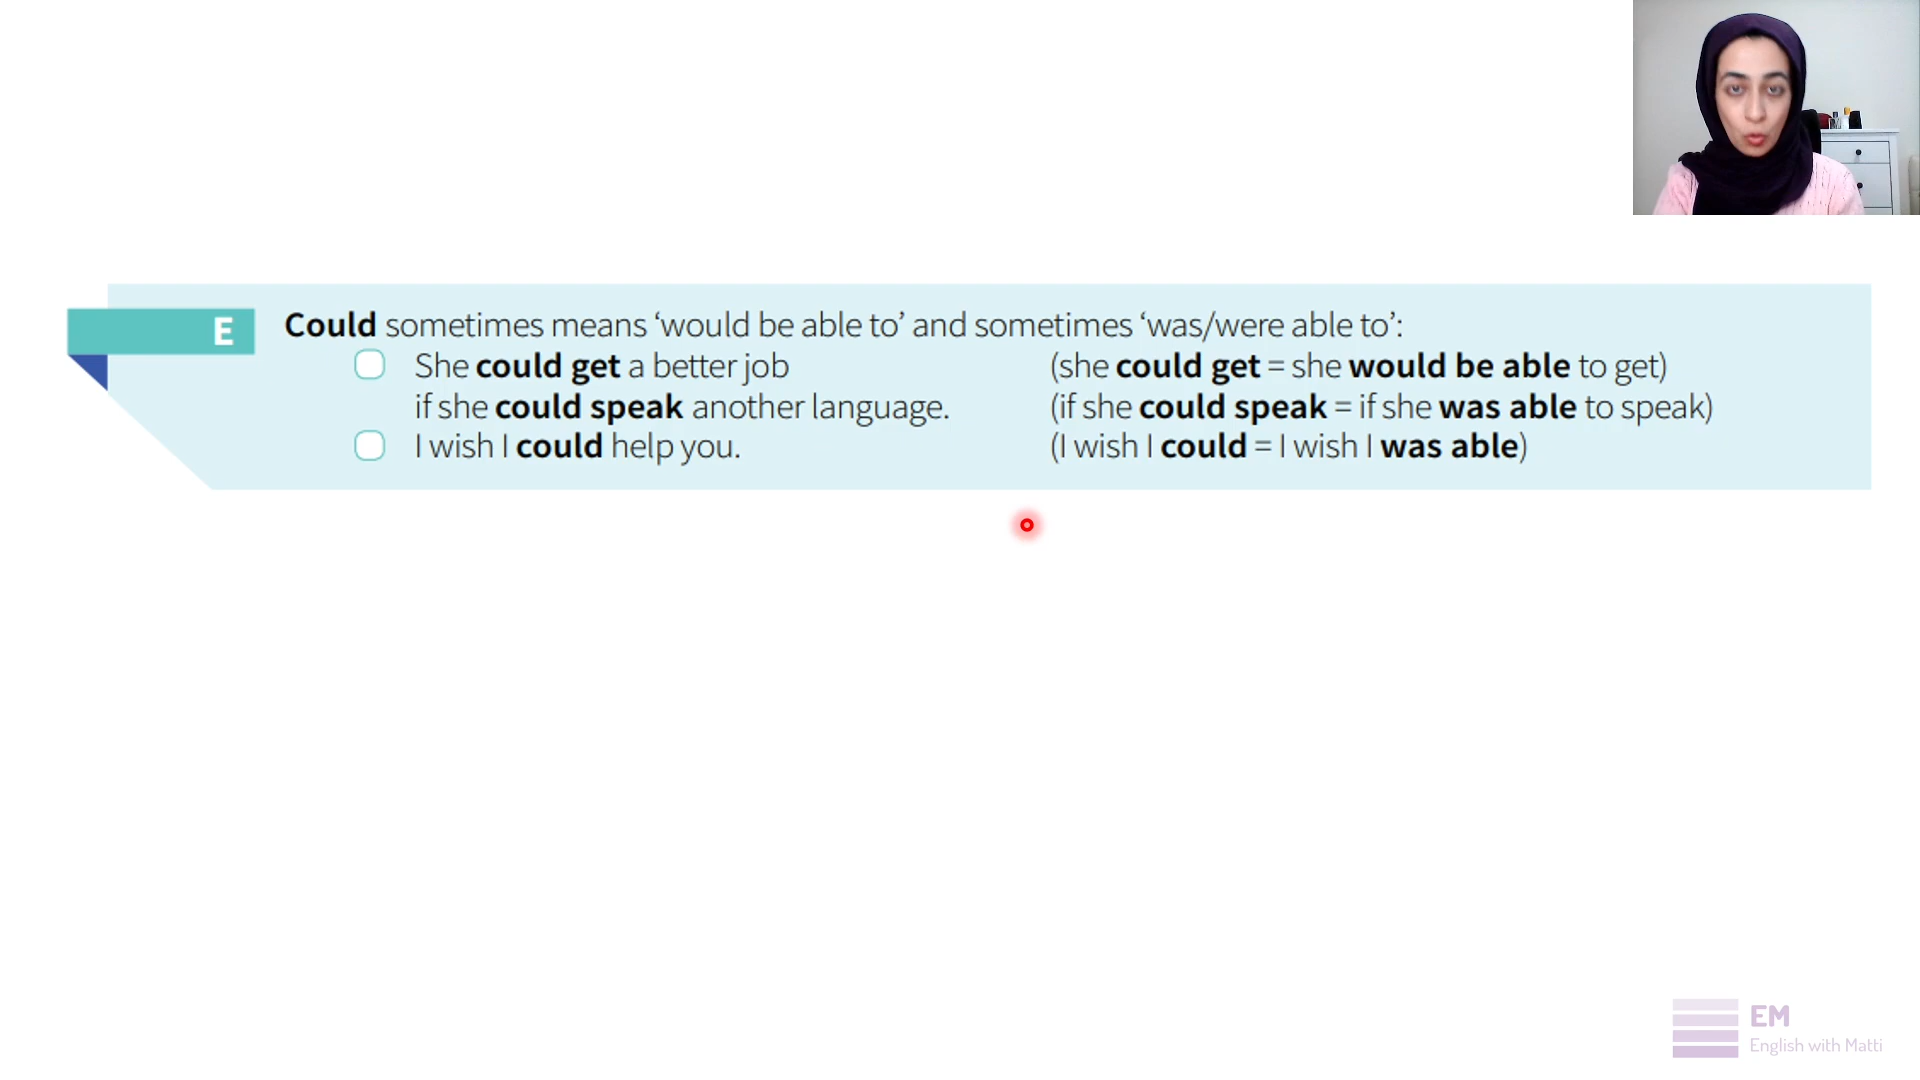 E
Could sometimes means ‘would be able to’ and sometimes ‘was/were able to’:
She could get a better job (she could get = she would be able to get)
if she could speak another language. (if she could speak = if she was able to speak)
I wish I could help you. (I wish I could = I wish I was able)
EM
English with Matti